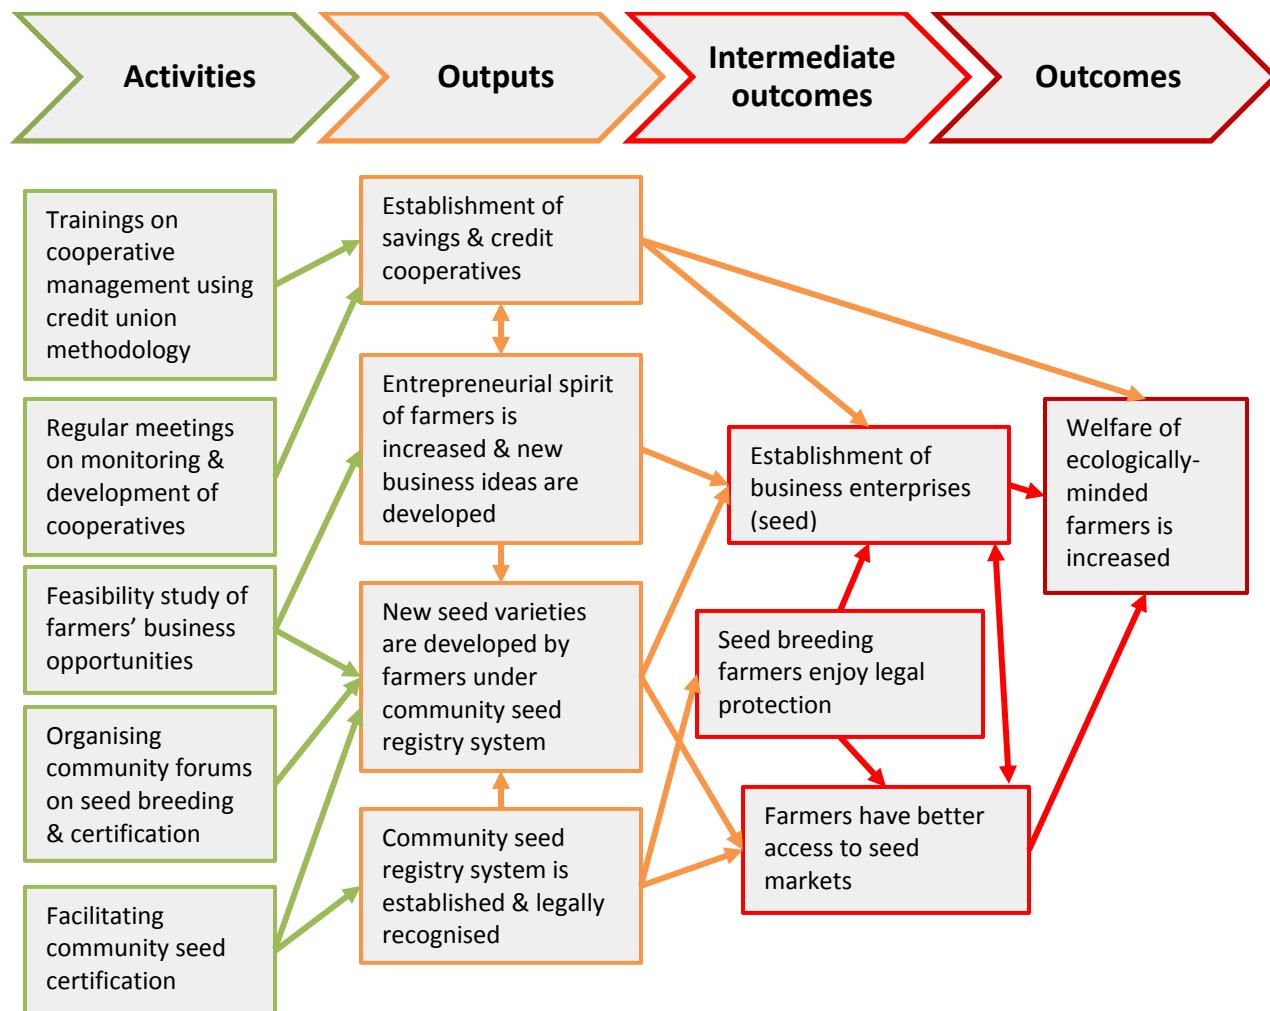 Activities
Outputs
Intermediate
outcomes
Outcomes
Trainings on
cooperative
management using
credit union
methodology
Regular meetings
on monitoring &
development of
cooperatives
Feasibility study of
farmers’ business
opportunities
Organising
community forums
on seed breeding
& certification
Facilitating
community seed
certification
Establishment of
savings & credit
cooperatives
Entrepreneurial spirit
of farmers is
increased & new
business ideas are
developed
New seed varieties
are developed by
farmers under
community seed
registry system
Community seed
registry system is
established & legally
recognised
Establishment of
business enterprises
(seed)
Seed breeding
farmers enjoy legal
protection
Farmers have better
access to seed
markets
Welfare of
ecologically-
minded
farmers is
increased